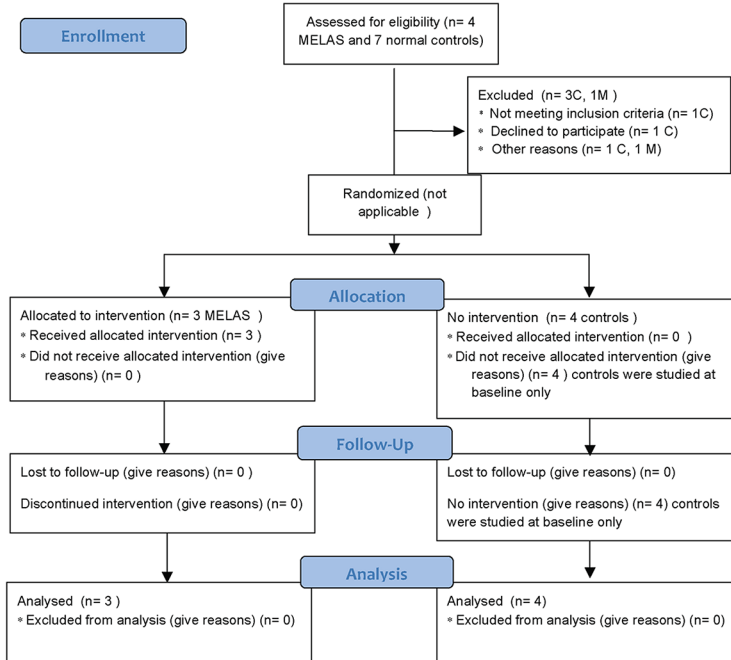 Enrollment
Assessed for eligibility (n= 4
MELAS and 7 normal controls)
Excluded (n= 3C, 1M )
* Not meeting inclusion criteria (n= 1C)
* Declined to participate (n= 1 C)
* Other reasons (n= 1 C, 1 M)
Randomized (not
applicable )
Allocation
Allocated to intervention (n= 3 MELAS )
* Received allocated intervention (n= 3 )
* Did not receive allocated intervention (give
reasons) (n= 0 )
No intervention (n= 4 controls )
* Received allocated intervention (n= 0 )
* Did not receive allocated intervention (give
reasons) (n= 4 ) controls were studied at
baseline only
Follow-Up
Lost to follow-up (give reasons) (n= 0 )
Discontinued intervention (give reasons) (n= 0)
Lost to follow-up (give reasons) (n= 0)
No intervention (give reasons) (n= 4) controls
were studied at baseline only
Analysis
Analysed (n= 3 )
* Excluded from analysis (give reasons) (n= 0)
Analysed (n= 4)
* Excluded from analysis (give reasons) (n= 0)